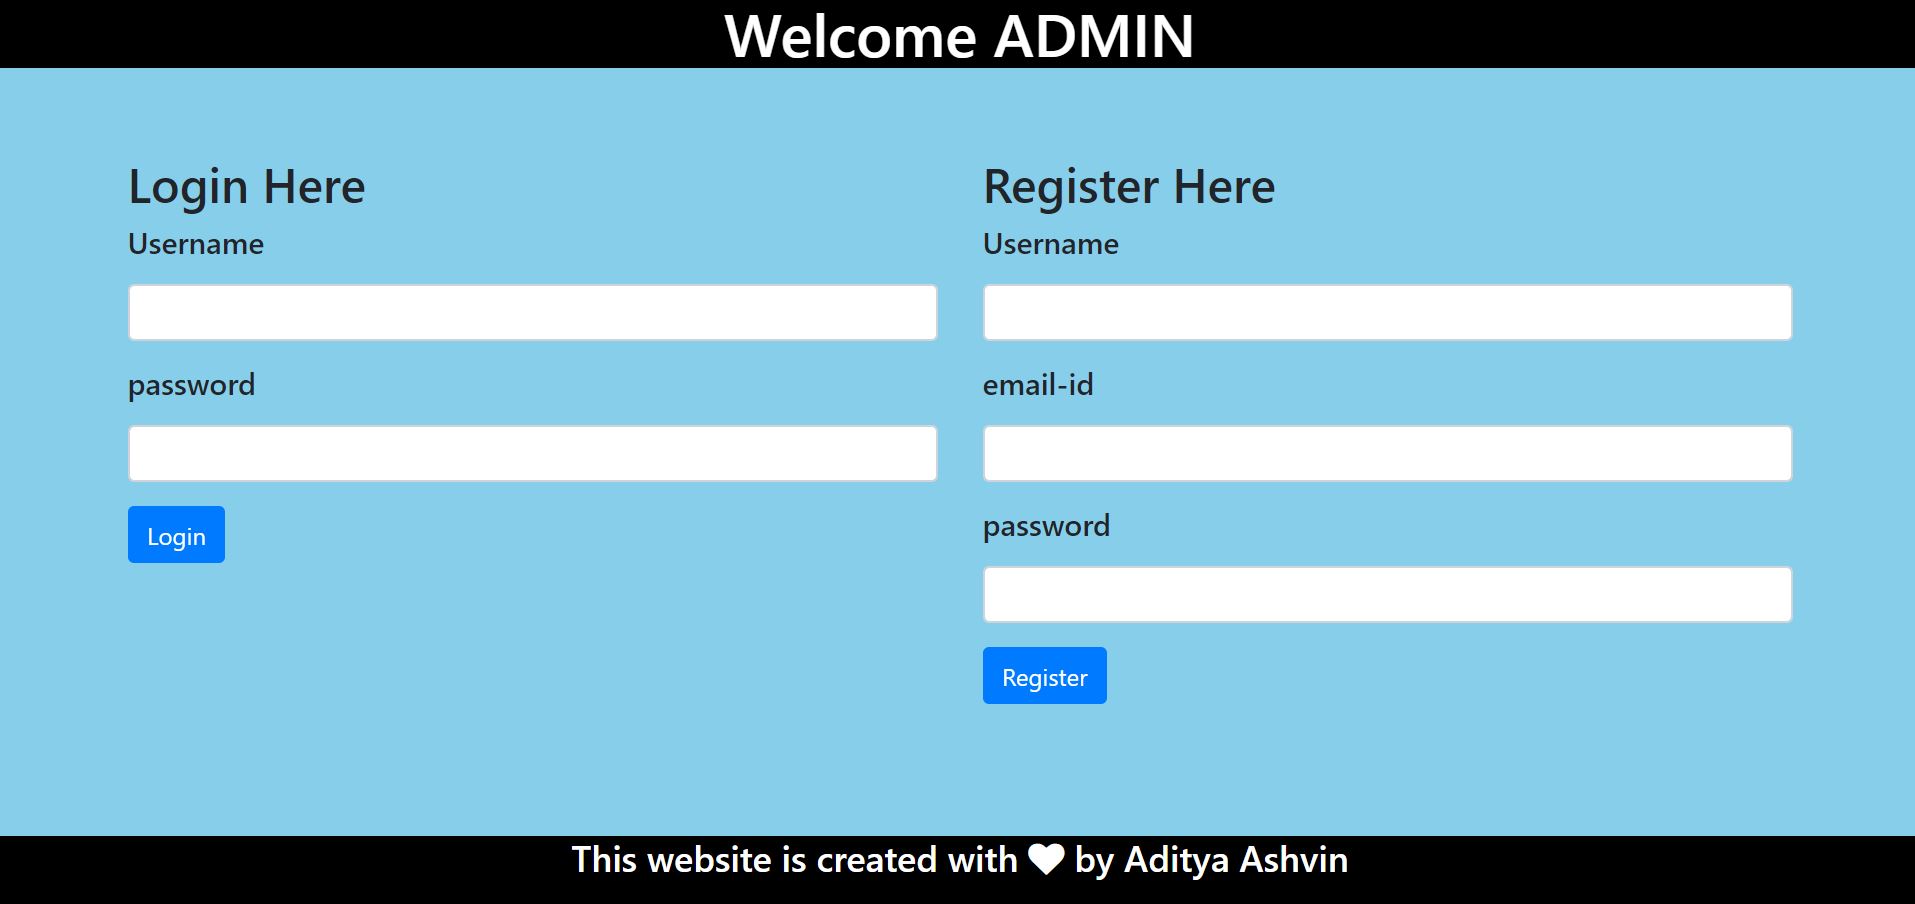 Welcome ADMIN
Login Here
Username
password
Login
Register Here
Username
email-id
password
Register
This website is created with ♥ by Aditya Ashvin